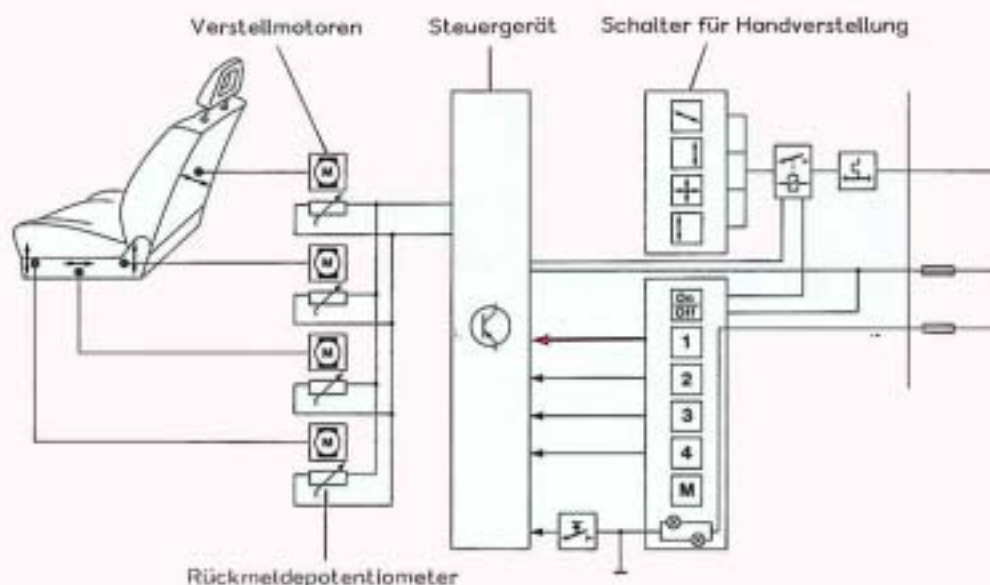 Verstellmotoren
Steuergerät
Schalter für Handverstellung
M
M
M
M
On
Off
1
2
3
4
M
Rückmeldepotentiometer